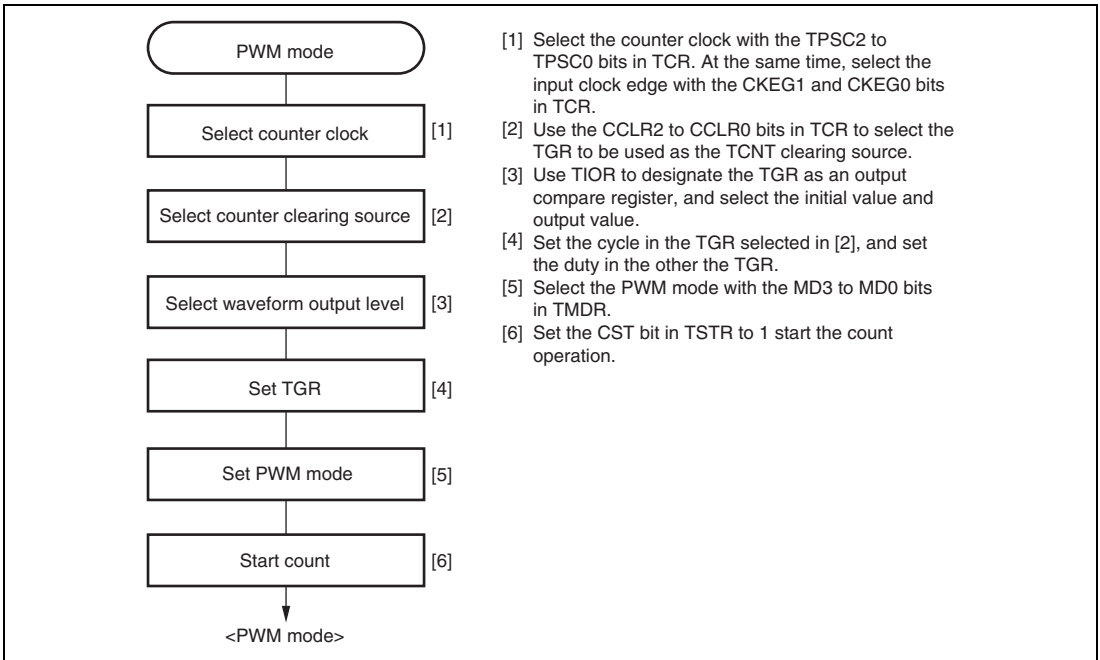 PWM mode
Select counter clock [1]
Select counter clearing source [2]
Select waveform output level [3]
Set TGR [4]
Set PWM mode [5]
Start count [6]
<PWM mode>
[1] Select the counter clock with the TPSC2 to
TPSC0 bits in TCR. At the same time, select the
input clock edge with the CKEG1 and CKEG0 bits
in TCR.
[2] Use the CCLR2 to CCLR0 bits in TCR to select the
TGR to be used as the TCNT clearing source.
[3] Use TIOR to designate the TGR as an output
compare register, and select the initial value and
output value.
[4] Set the cycle in the TGR selected in [2], and set
the duty in the other the TGR.
[5] Select the PWM mode with the MD3 to MD0 bits
in TMDR.
[6] Set the CST bit in TSTR to 1 start the count
operation.